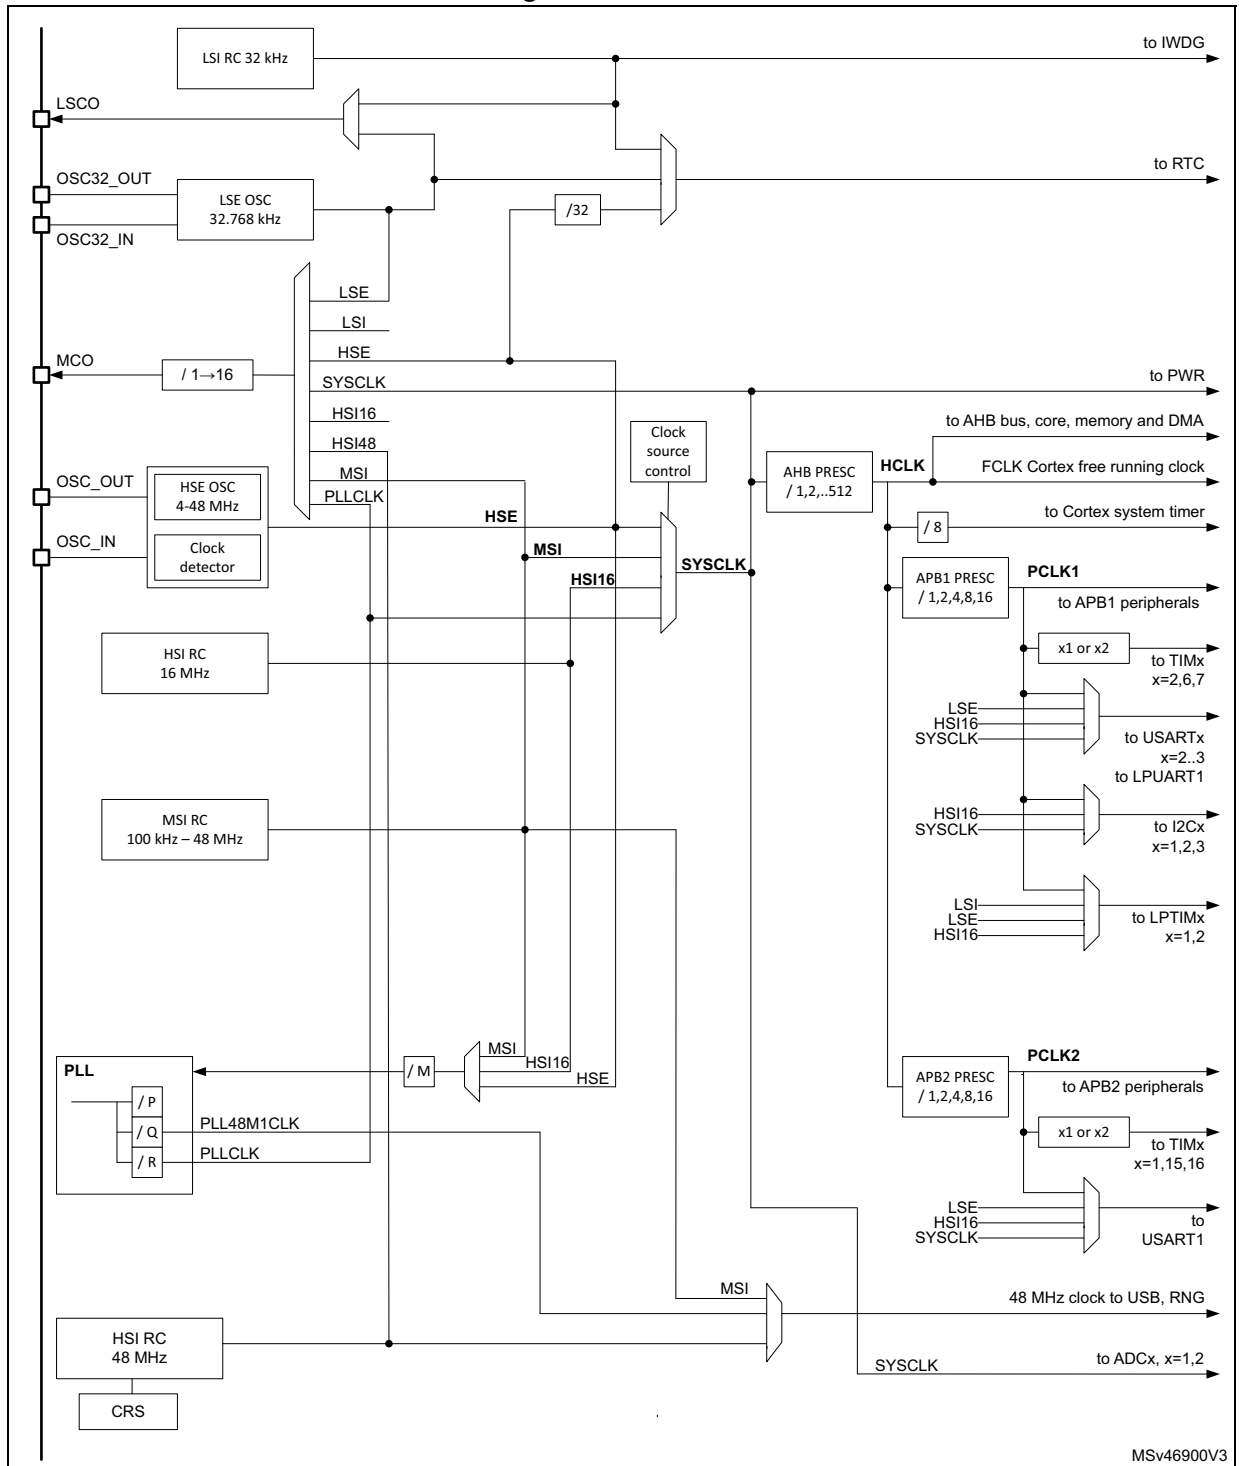 to IWDG
LSI RC 32 kHz
LSCO
to RTC
OSC32_OUT
LSE OSC
32.768 kHz
/32
OSC32_IN
LSE
LSI
HSE
MCO
/ 1→16
SYSCLK
to PWR
HSI16
to AHB bus, core, memory and DMA
Clock
source
control
HSI48
MSI
PLLCLK
AHB PRESC
/ 1,2,..512
HCLK
FCLK Cortex free running clock
OSC_OUT
HSE OSC
4-48 MHz
HSE
/ 8
to Cortex system timer
OSC_IN
Clock
detector
MSI
SYSCLK
HSI16
APB1 PRESC
/ 1,2,4,8,16
PCLK1
to APB1 peripherals
HSI RC
16 MHz
x1 or x2
to TIMx
x=2,6,7
LSE
HSI16
SYSCLK
to USARTx
x=2..3
to LPUART1
MSI RC
100 kHz – 48 MHz
HSI16
SYSCLK
to I2Cx
x=1,2,3
LSI
LSE
HSI16
to LPTIMx
x=1,2
MSI
HSI16
HSE
/ M
PLL
/ P
/ Q
/ R
PLL48M1CLK
PLLCLK
APB2 PRESC
/ 1,2,4,8,16
PCLK2
to APB2 peripherals
x1 or x2
to TIMx
x=1,15,16
LSE
HSI16
SYSCLK
to
USART1
MSI
48 MHz clock to USB, RNG
HSI RC
48 MHz
SYSCLK
to ADCx, x=1,2
CRS
MSv46900V3